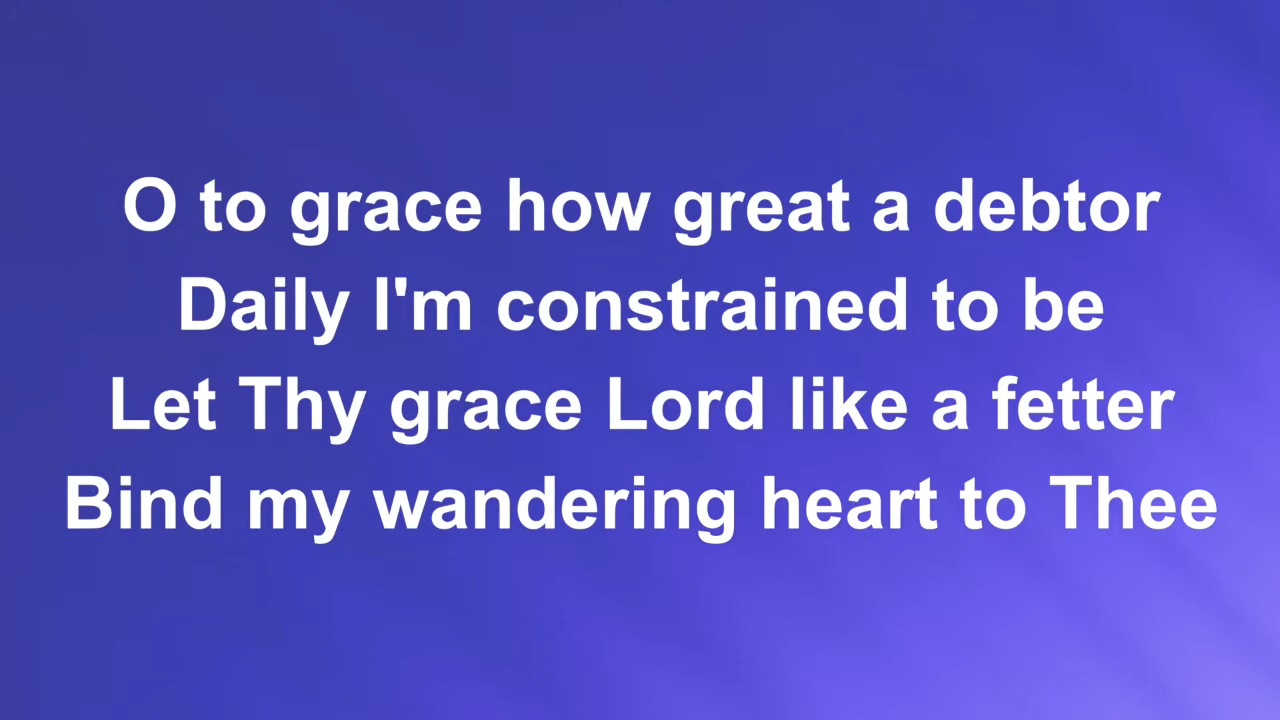 O to grace how great a debtor
Daily I'm constrained to be
Let Thy grace Lord like a fetter
Bind my wandering heart to Thee